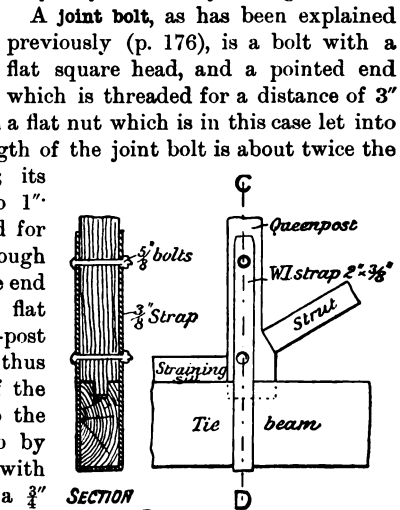 A joint bolt, as has been explained
previously (p. 176), is a bolt with a
flat square head, and a pointed end
which is threaded for a distance of 3″
a flat nut which is in this case let into
of the joint bolt is about twice the
its
1″·
for
end
flat
-post
thus
the
the
by
with
a ¾″
C
Queenpost
⅝″ bolts
WI strap 2″×⅜″
⅜″ Strap
Strut
Straining
sill
Tie beam
SECTION
D